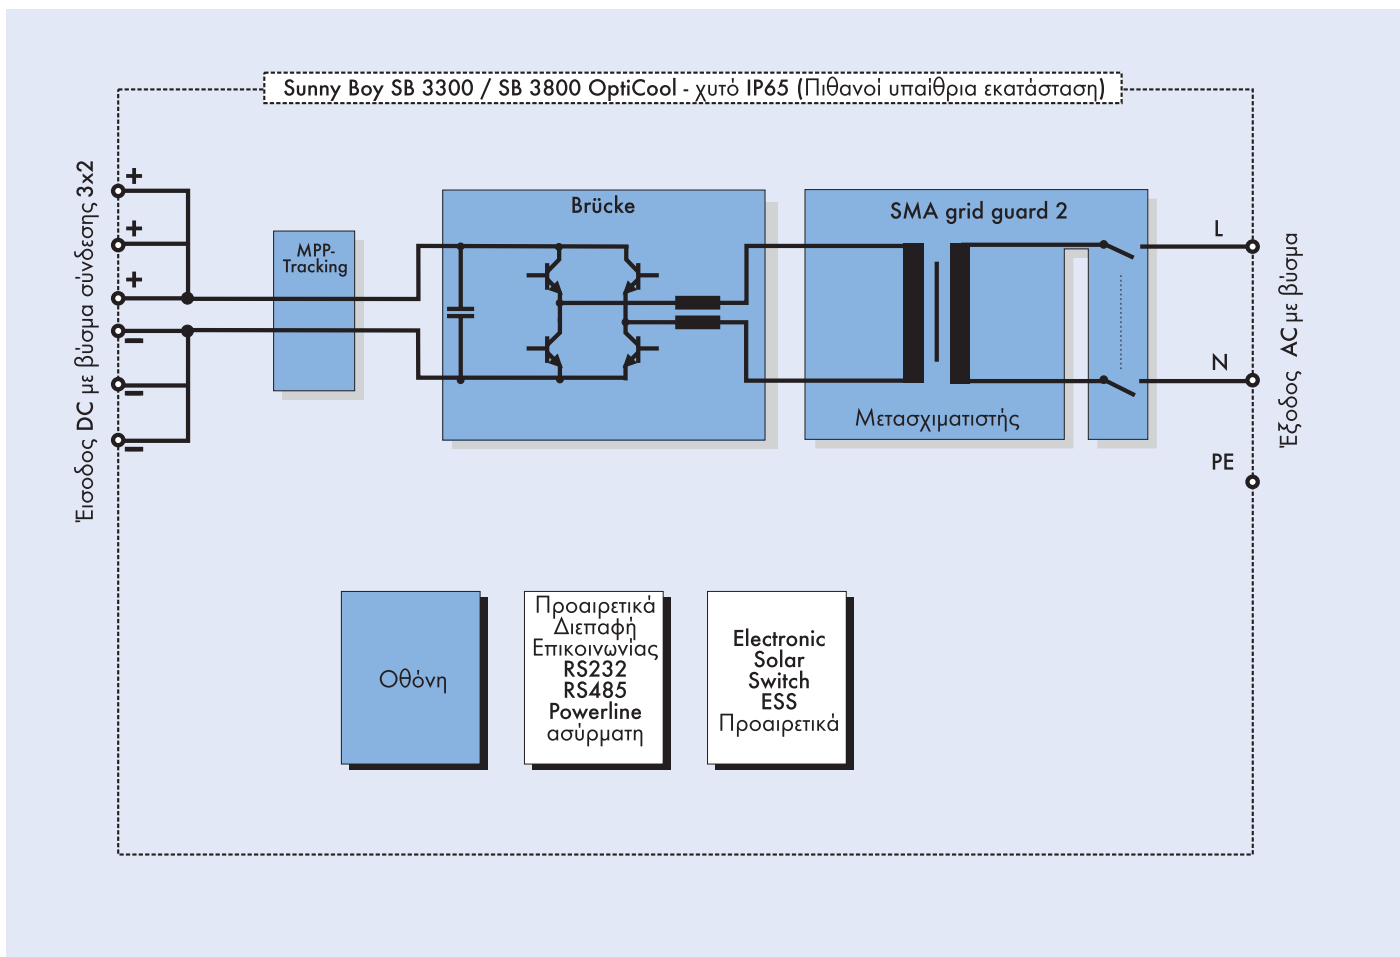 Sunny Boy SB 3300 / SB 3800 OptiCool - χυτό IP65 (Πιθανοί υπαίθρια εκατάσταση)
Έισοδος DC με βύσμα σύνδεσης 3x2
+
+
+
−
−
−
MPP-
Tracking
Brücke
SMA grid guard 2
Μετασχιματιστής
L
N
PE
Έξοδος AC με βύσμα
Οθόνη
Προαιρετικά
Διεπαφή
Επικοινωνίας
RS232
RS485
Powerline
ασύρματη
Electronic
Solar
Switch
ESS
Προαιρετικά